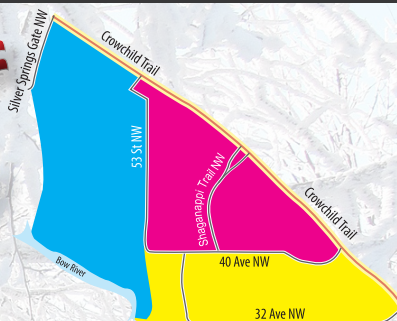 Silver Springs Gate NW
Crowchild Trail
53 St NW
Shaganappi Trail NW
Crowchild Trail
40 Ave NW
Bow River
32 Ave NW